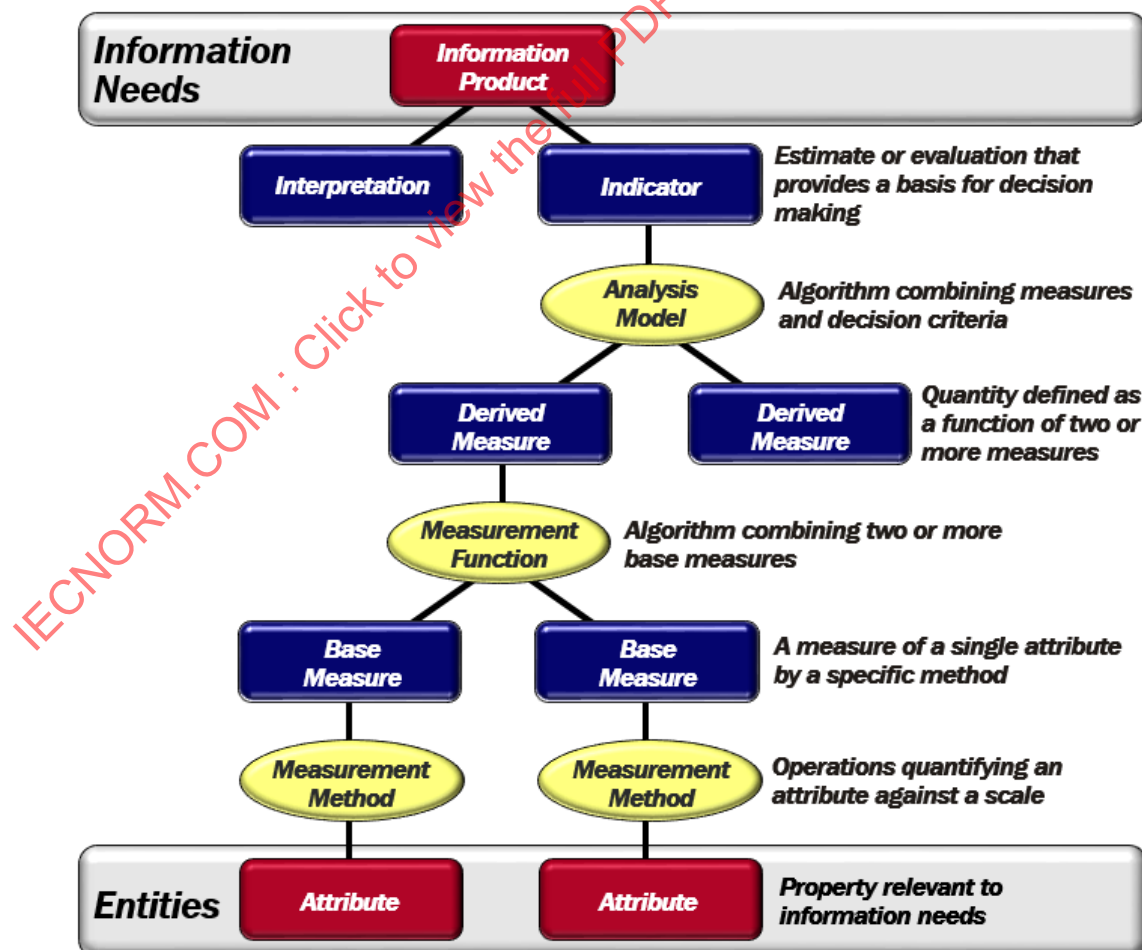 Information
Needs
Information
Product
Interpretation
Indicator
Estimate or evaluation that
provides a basis for decision
making
Analysis
Model
Algorithm combining measures
and decision criteria
Derived
Measure
Derived
Measure
Quantity defined as
a function of two or
more measures
Measurement
Function
Algorithm combining two or more
base measures
Base
Measure
Base
Measure
A measure of a single attribute
by a specific method
Measurement
Method
Measurement
Method
Operations quantifying an
attribute against a scale
Entities
Attribute
Attribute
Property relevant to
information needs
IECNORM.COM : Click to view the full PDF